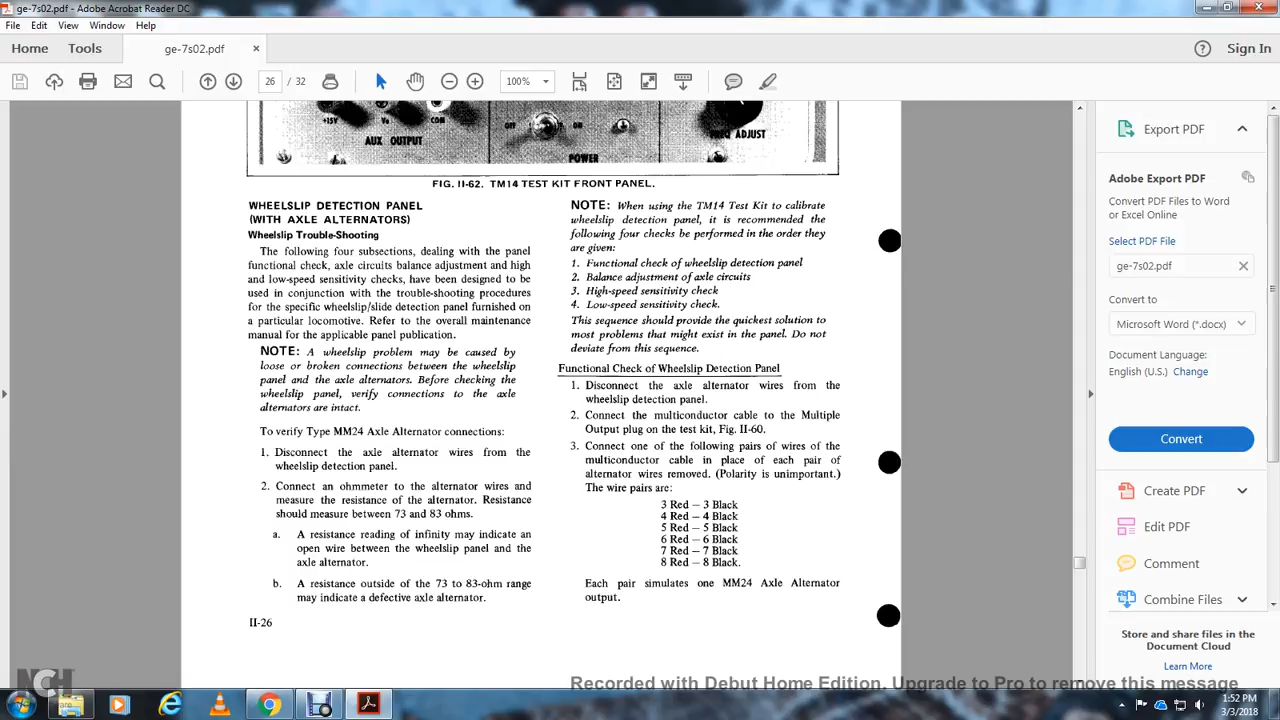 ge-7s02.pdf - Adobe Acrobat Reader DC
File Edit View Window Help
Home Tools ge-7s02.pdf × Sign In
26 / 32 100%
+15V Vo COM
AUX OUTPUT
OFF ON
POWER
FREQ ADJUST
FIG. II-62. TM14 TEST KIT FRONT PANEL.
WHEELSLIP DETECTION PANEL
(WITH AXLE ALTERNATORS)
Wheelslip Trouble-Shooting
The following four subsections, dealing with the panel
functional check, axle circuits balance adjustment and high
and low-speed sensitivity checks, have been designed to be
used in conjunction with the trouble-shooting procedures
for the specific wheelslip/slide detection panel furnished on
a particular locomotive. Refer to the overall maintenance
manual for the applicable panel publication.
NOTE: A wheelslip problem may be caused by
loose or broken connections between the wheelslip
panel and the axle alternators. Before checking the
wheelslip panel, verify connections to the axle
alternators are intact.
To verify Type MM24 Axle Alternator connections:
1. Disconnect the axle alternator wires from the
wheelslip detection panel.
2. Connect an ohmmeter to the alternator wires and
measure the resistance of the alternator. Resistance
should measure between 73 and 83 ohms.
a. A resistance reading of infinity may indicate an
open wire between the wheelslip panel and the
axle alternator.
b. A resistance outside of the 73 to 83-ohm range
may indicate a defective axle alternator.
II-26
NOTE: When using the TM14 Test Kit to calibrate
wheelslip detection panel, it is recommended the
following four checks be performed in the order they
are given:
1. Functional check of wheelslip detection panel
2. Balance adjustment of axle circuits
3. High-speed sensitivity check
4. Low-speed sensitivity check.
This sequence should provide the quickest solution to
most problems that might exist in the panel. Do not
deviate from this sequence.
Functional Check of Wheelslip Detection Panel
1. Disconnect the axle alternator wires from the
wheelslip detection panel.
2. Connect the multiconductor cable to the Multiple
Output plug on the test kit, Fig. II-60.
3. Connect one of the following pairs of wires of the
multiconductor cable in place of each pair of
alternator wires removed. (Polarity is unimportant.)
The wire pairs are:
3 Red – 3 Black
4 Red – 4 Black
5 Red – 5 Black
6 Red – 6 Black
7 Red – 7 Black
8 Red – 8 Black.
Each pair simulates one MM24 Axle Alternator
output.
Export PDF
Adobe Export PDF
Convert PDF Files to Word
or Excel Online
Select PDF File
ge-7s02.pdf
Convert to
Microsoft Word (*.docx)
Document Language:
English (U.S.) Change
Convert
Create PDF
Edit PDF
Comment
Combine Files
Store and share files in the
Document Cloud
Learn More
NCH
Recorded with Debut Home Edition. Upgrade to Pro to remove this message
1:52 PM
3/3/2018